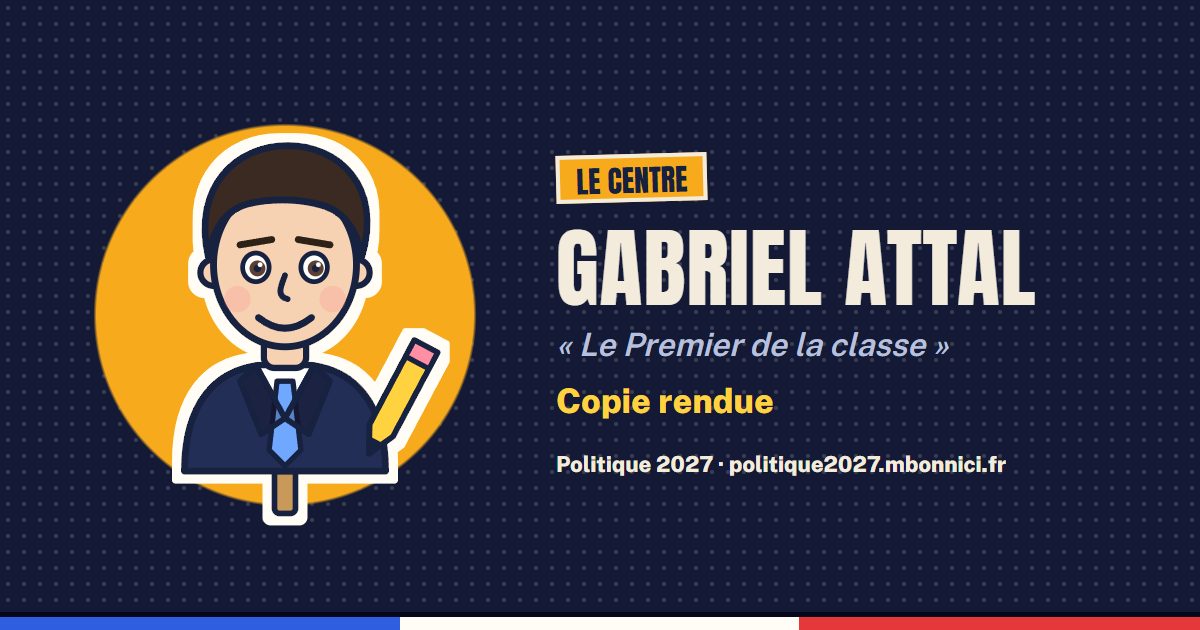 LE CENTRE
GABRIEL ATTAL
« Le Premier de la classe »
Copie rendue
Politique 2027 · politique2027.mbonnici.fr